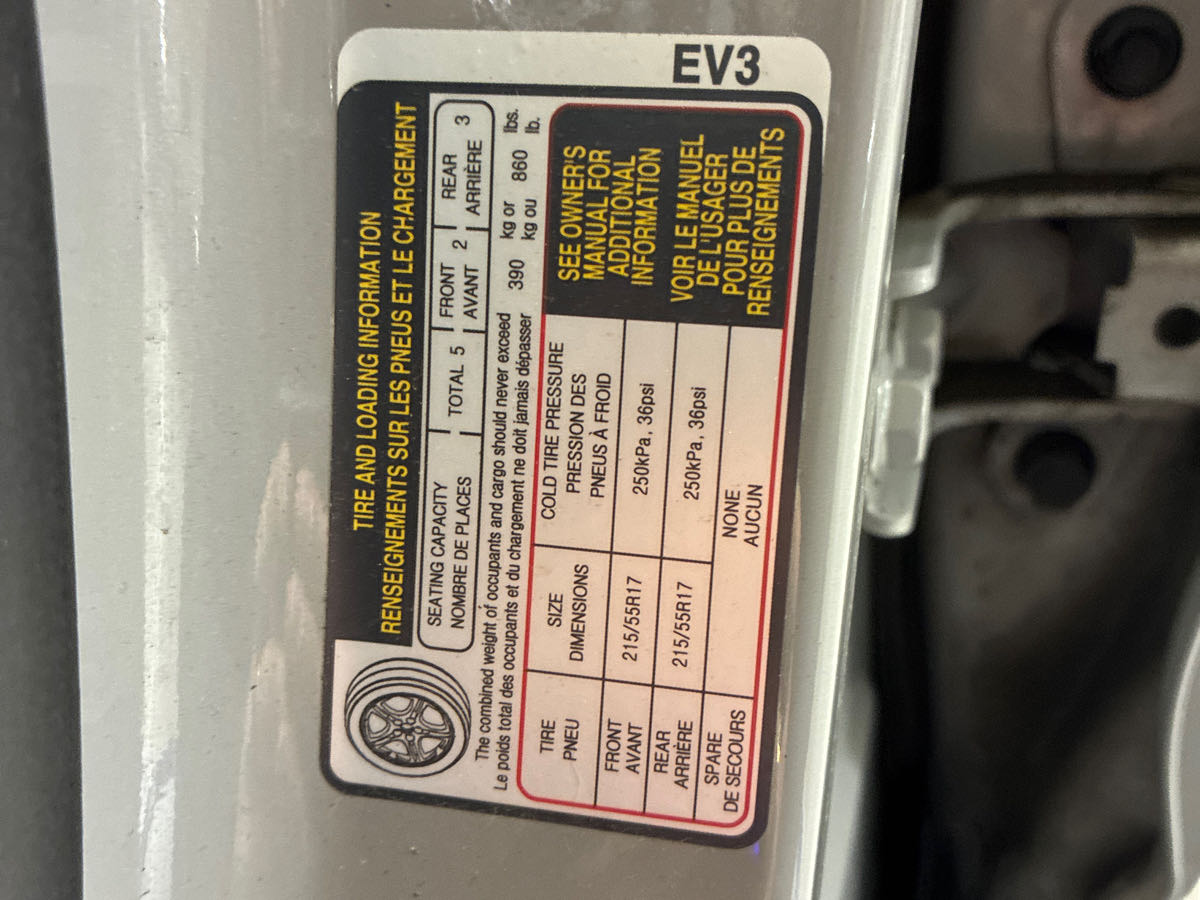 EV3
TIRE AND LOADING INFORMATION
RENSEIGNEMENTS SUR LES PNEUS ET LE CHARGEMENT
SEATING CAPACITY
NOMBRE DE PLACES
TOTAL 5
FRONT
AVANT 2
REAR
ARRIÈRE 3
The combined weight of occupants and cargo should never exceed 390 kg or 860 lbs.
Le poids total des occupants et du chargement ne doit jamais dépasser kg ou lb.
TIRE
PNEU
SIZE
DIMENSIONS
COLD TIRE PRESSURE
PRESSION DES
PNEUS À FROID
FRONT
AVANT
215/55R17
250kPa, 36psi
REAR
ARRIÈRE
215/55R17
250kPa, 36psi
SPARE
DE SECOURS
NONE
AUCUN
SEE OWNER'S
MANUAL FOR
ADDITIONAL
INFORMATION
VOIR LE MANUEL
DE L'USAGER
POUR PLUS DE
RENSEIGNEMENTS